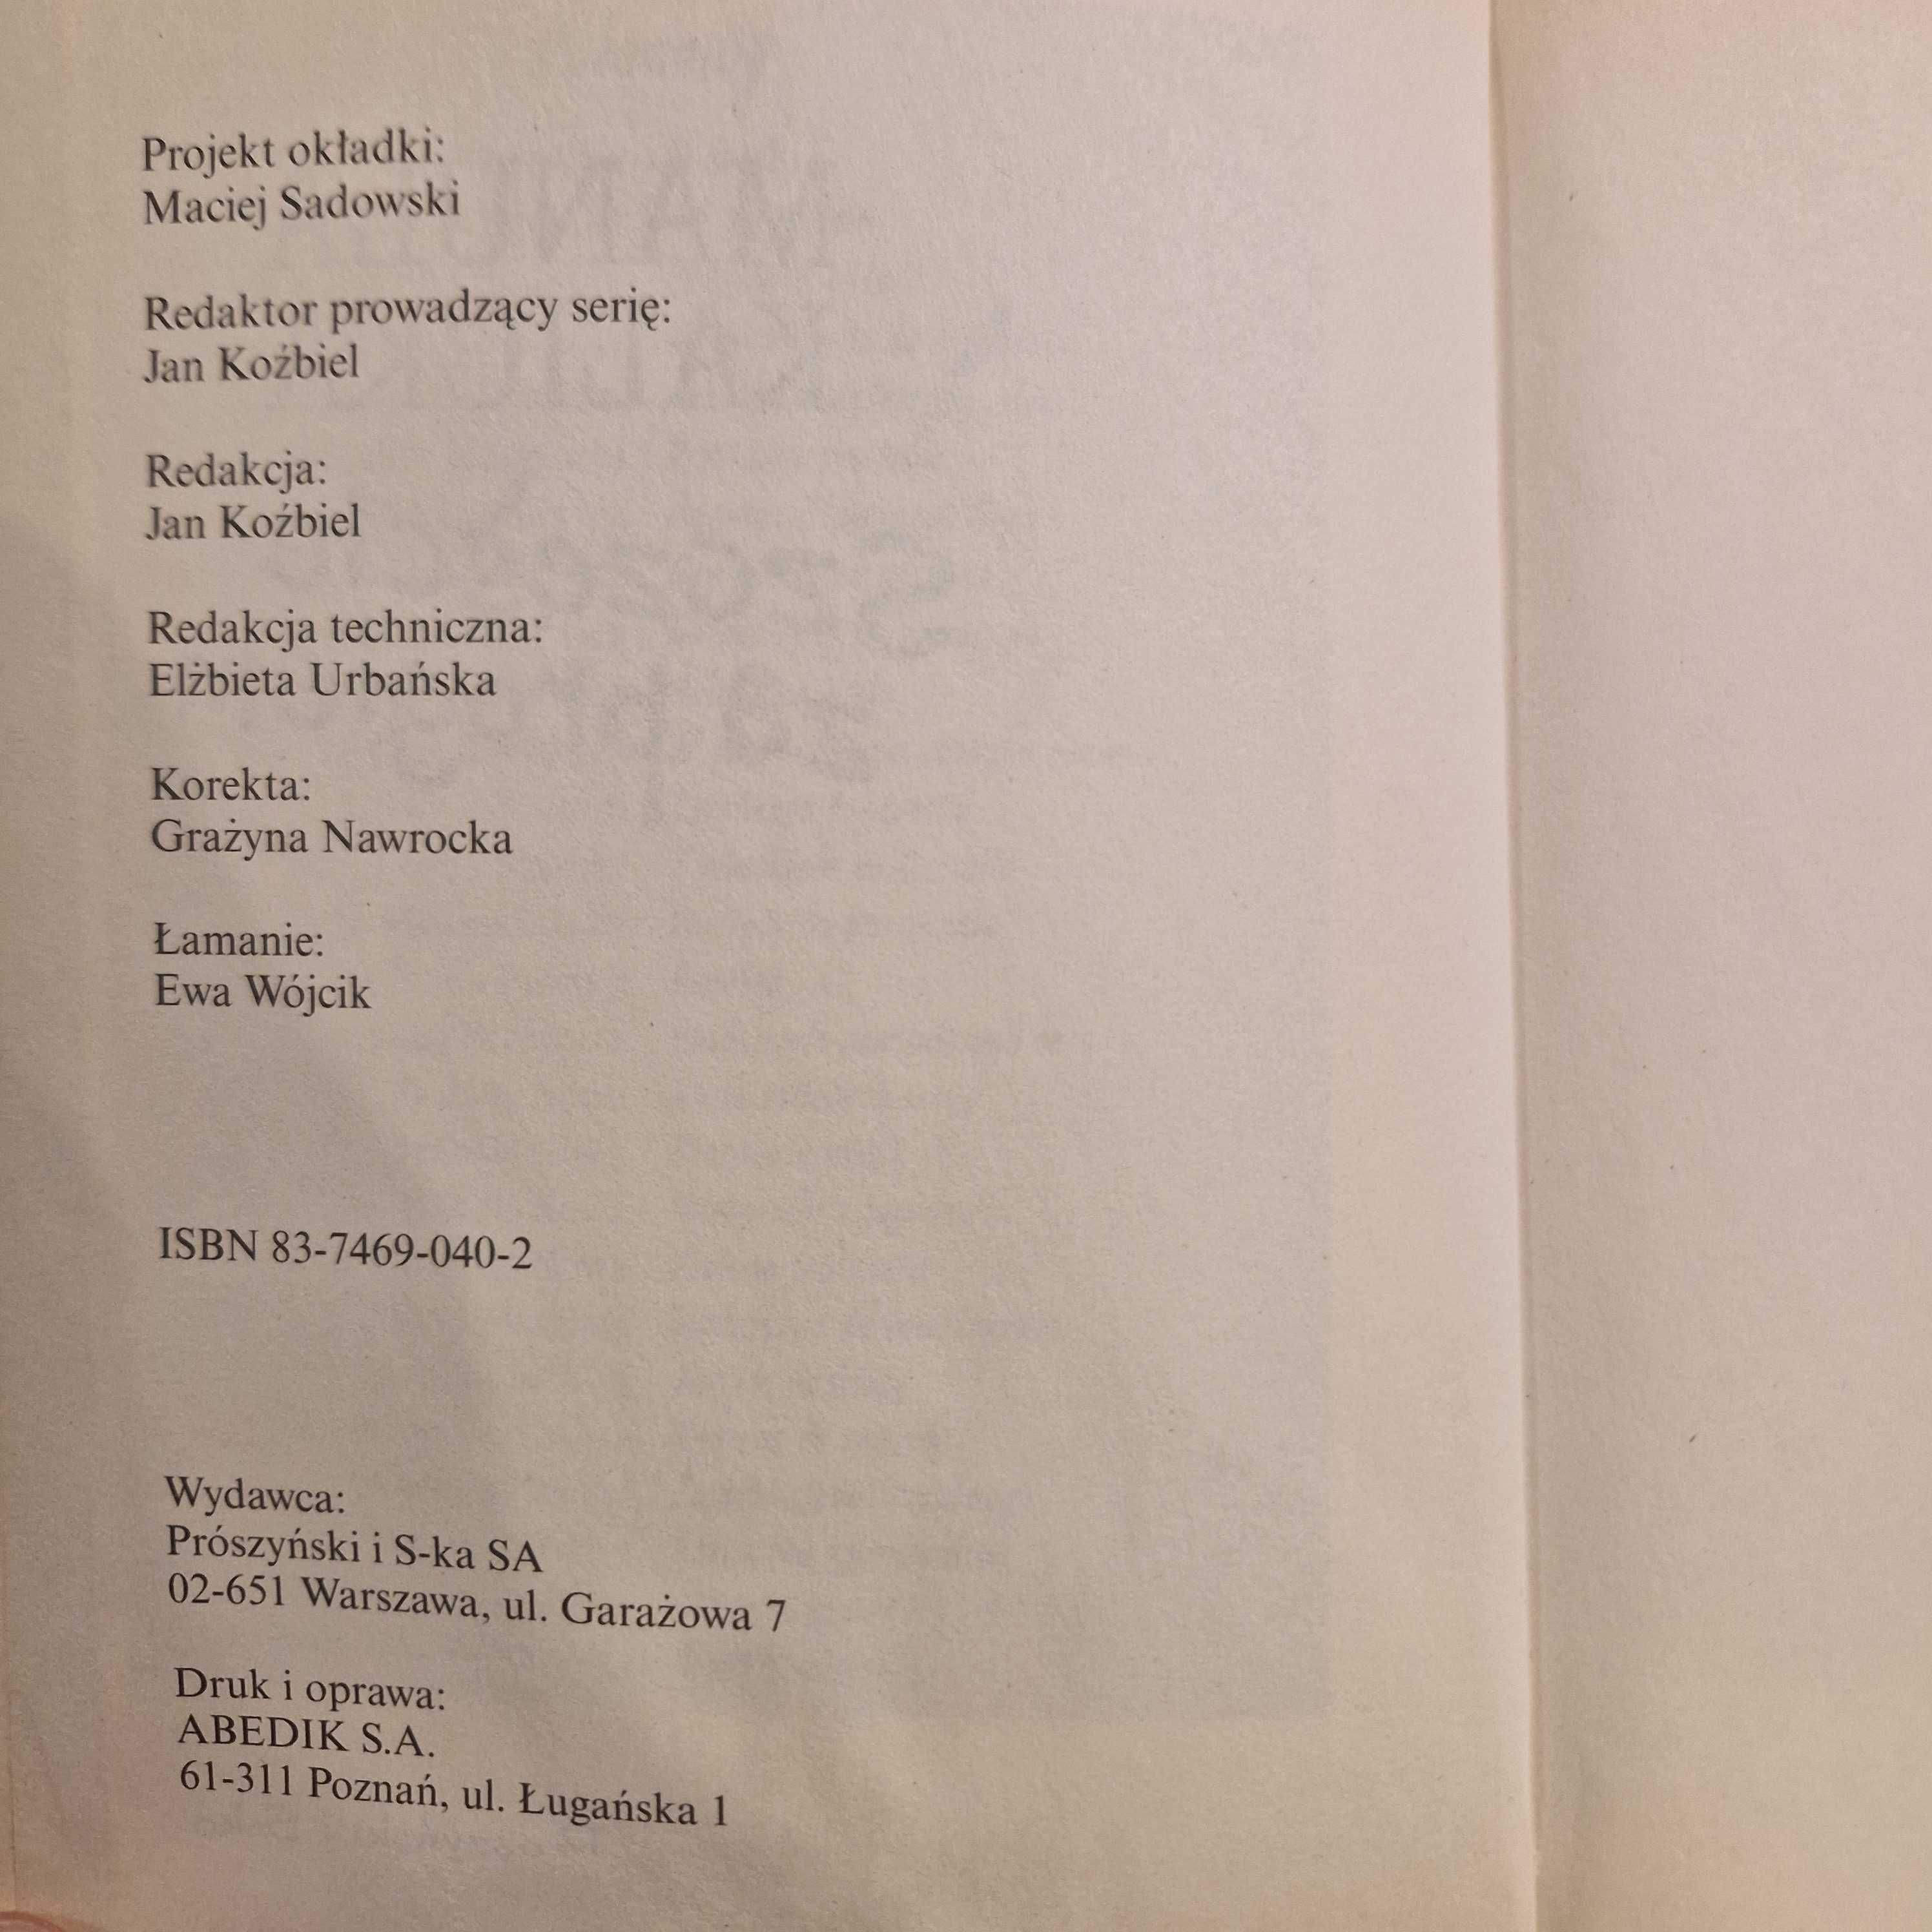 Projekt okładki:
Maciej Sadowski
Redaktor prowadzący serię:
Jan Koźbiel
Redakcja:
Jan Koźbiel
Redakcja techniczna:
Elżbieta Urbańska
Korekta:
Grażyna Nawrocka
Łamanie:
Ewa Wójcik
ISBN 83-7469-040-2
Wydawca:
Prószyński i S-ka SA
02-651 Warszawa, ul. Garażowa 7
Druk i oprawa:
ABEDIK S.A.
61-311 Poznań, ul. Ługańska 1